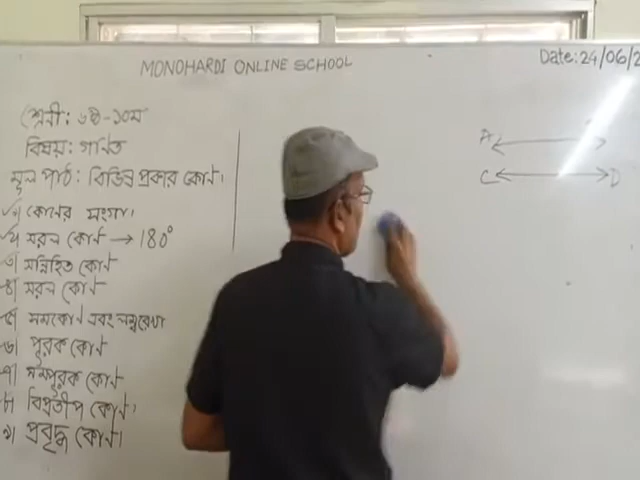 MONOHARDI ONLINE SCHOOL
Date: 24/06/2
শ্রেনী: ৬ষ্ঠ-১০ম
বিষয়: গণিত
মূল পাঠ: বিভিন্ন প্রকার কোণ।
১) কোণের সংগা।
২) সরল কোণ → 180°
৩) সন্নিহিত কোণ
৪) সরল কোণ
৫) সমকোণ এবং লম্বরেখা
৬) পূরক কোণ
৭) সম্পূরক কোণ
৮) বিপ্রতীপ কোণ।
৯) প্রবৃদ্ধ কোণ।
A
C D